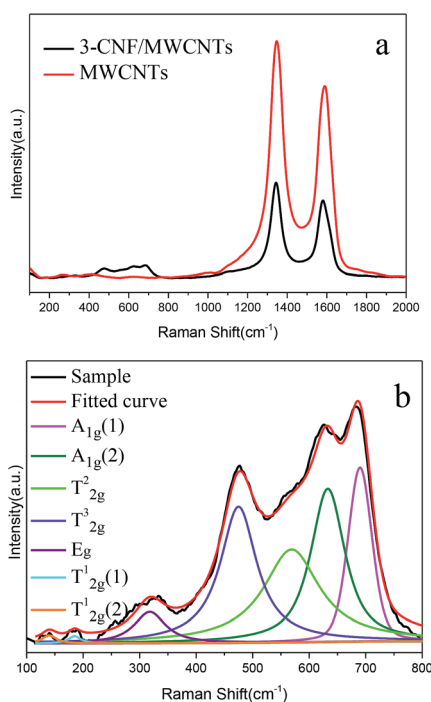 a
3-CNF/MWCNTs
MWCNTs
Intensity(a.u.)
200 400 600 800 1000 1200 1400 1600 1800 2000
Raman Shift(cm⁻¹)
b
Sample
Fitted curve
A₁g(1)
A₁g(2)
T²₂g
T³₂g
Eg
T¹₂g(1)
T¹₂g(2)
Intensity(a.u.)
100 200 300 400 500 600 700 800
Raman Shift(cm⁻¹)